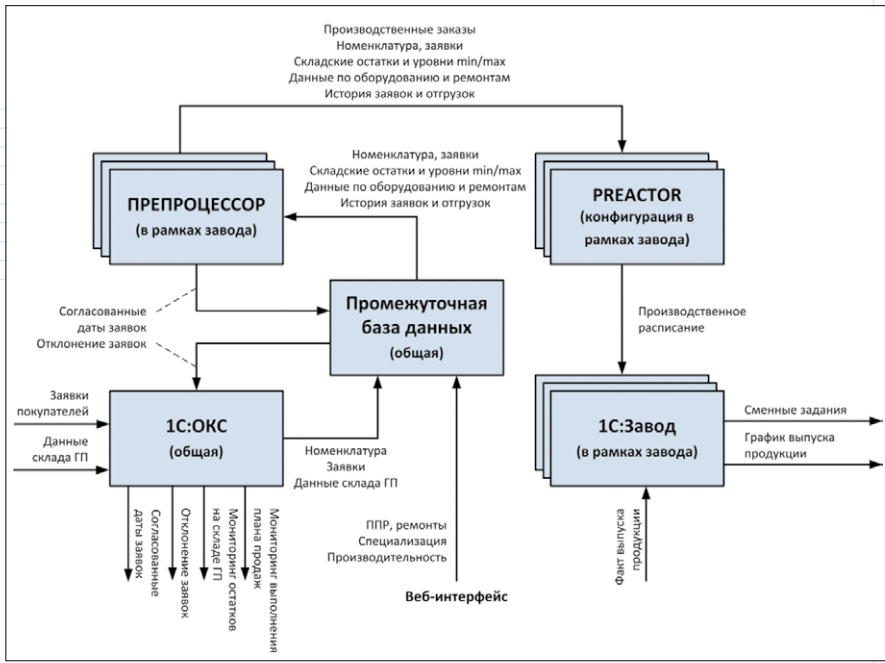 Производственные заказы
Номенклатура, заявки
Складские остатки и уровни min/max
Данные по оборудованию и ремонтам
История заявок и отгрузок
Номенклатура, заявки
Складские остатки и уровни min/max
Данные по оборудованию и ремонтам
История заявок и отгрузок
ПРЕПРОЦЕССОР
(в рамках завода)
PREACTOR
(конфигурация в
рамках завода)
Согласованные
даты заявок
Отклонение заявок
Промежуточная
база данных
(общая)
Производственное
расписание
Заявки
покупателей
Данные
склада ГП
1С:ОКС
(общая)
Номенклатура
Заявки
Данные склада ГП
1С:Завод
(в рамках завода)
Сменные задания
График выпуска
продукции
Согласованные
даты заявок
Отклонение заявок
Мониторинг остатков
на складе ГП
Мониторинг выполнения
плана продаж
ППР, ремонты
Специализация
Производительность
Веб-интерфейс
Факт выпуска
продукции